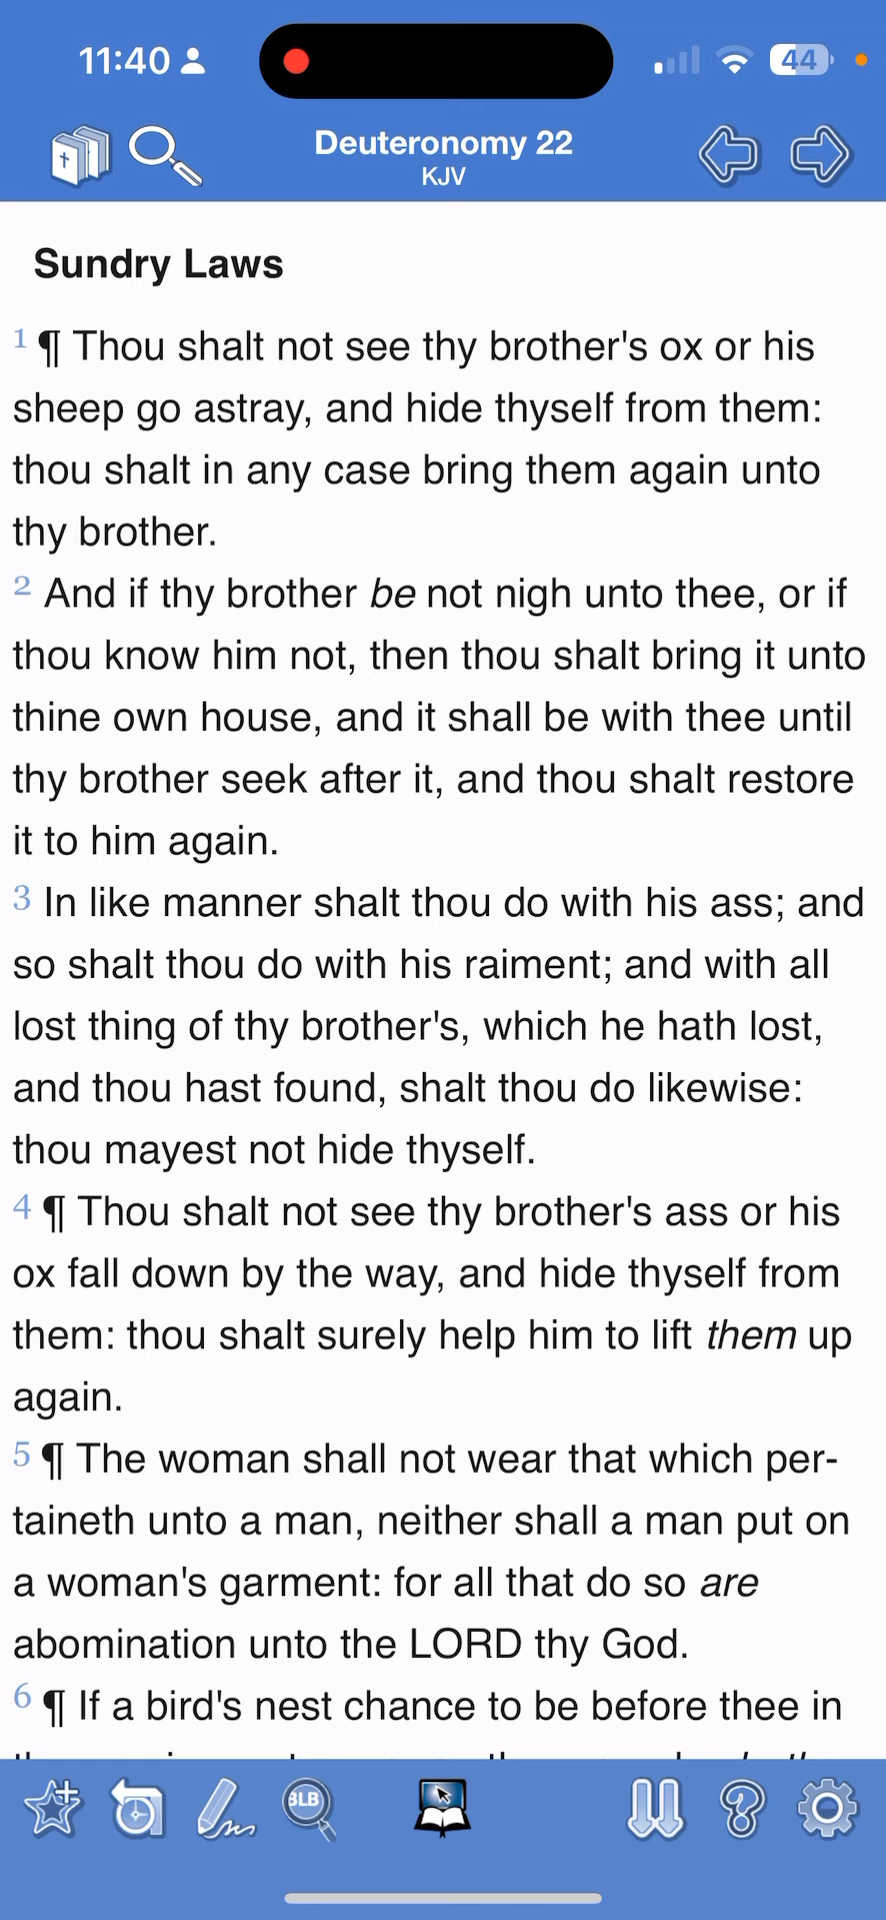 11:40
44
Deuteronomy 22
KJV
Sundry Laws
1 ¶ Thou shalt not see thy brother's ox or his
sheep go astray, and hide thyself from them:
thou shalt in any case bring them again unto
thy brother.
2 And if thy brother be not nigh unto thee, or if
thou know him not, then thou shalt bring it unto
thine own house, and it shall be with thee until
thy brother seek after it, and thou shalt restore
it to him again.
3 In like manner shalt thou do with his ass; and
so shalt thou do with his raiment; and with all
lost thing of thy brother's, which he hath lost,
and thou hast found, shalt thou do likewise:
thou mayest not hide thyself.
4 ¶ Thou shalt not see thy brother's ass or his
ox fall down by the way, and hide thyself from
them: thou shalt surely help him to lift them up
again.
5 ¶ The woman shall not wear that which per-
taineth unto a man, neither shall a man put on
a woman's garment: for all that do so are
abomination unto the LORD thy God.
6 ¶ If a bird's nest chance to be before thee in
BLB